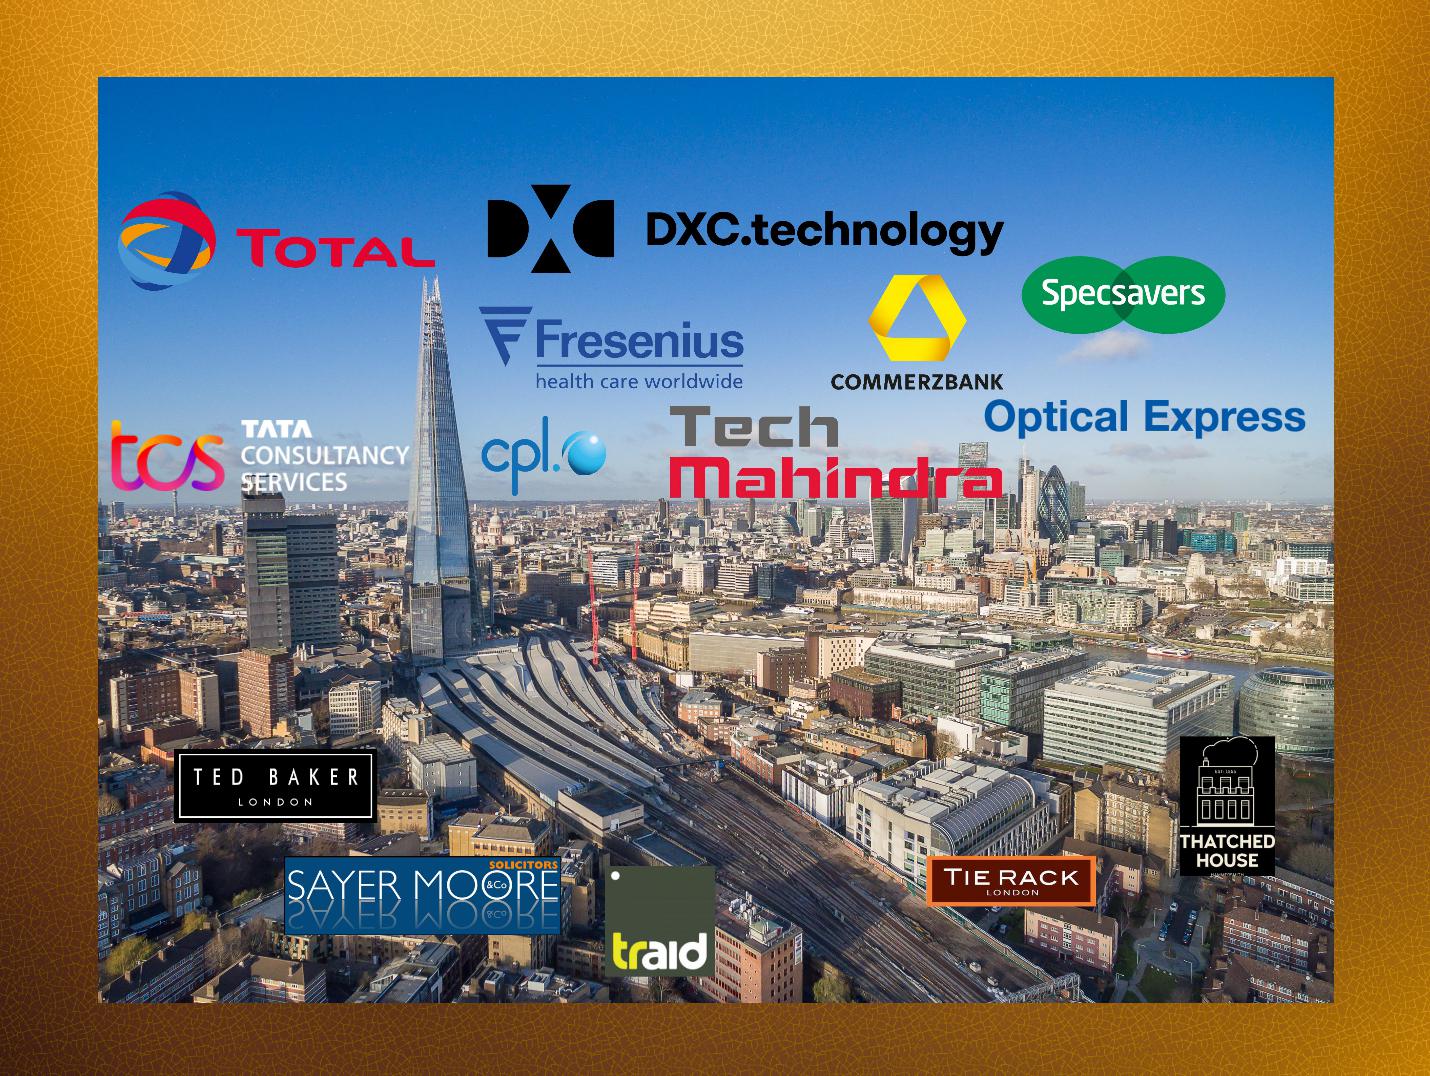 TOTAL
DXC.technology
Specsavers
Fresenius
health care worldwide
COMMERZBANK
tcs TATA
CONSULTANCY
SERVICES
cpl.
Tech
Mahindra
Optical Express
TED BAKER
LONDON
SOLICITORS
SAYER MOORE
&Co
traid
TIE RACK
LONDON
THATCHED
HOUSE